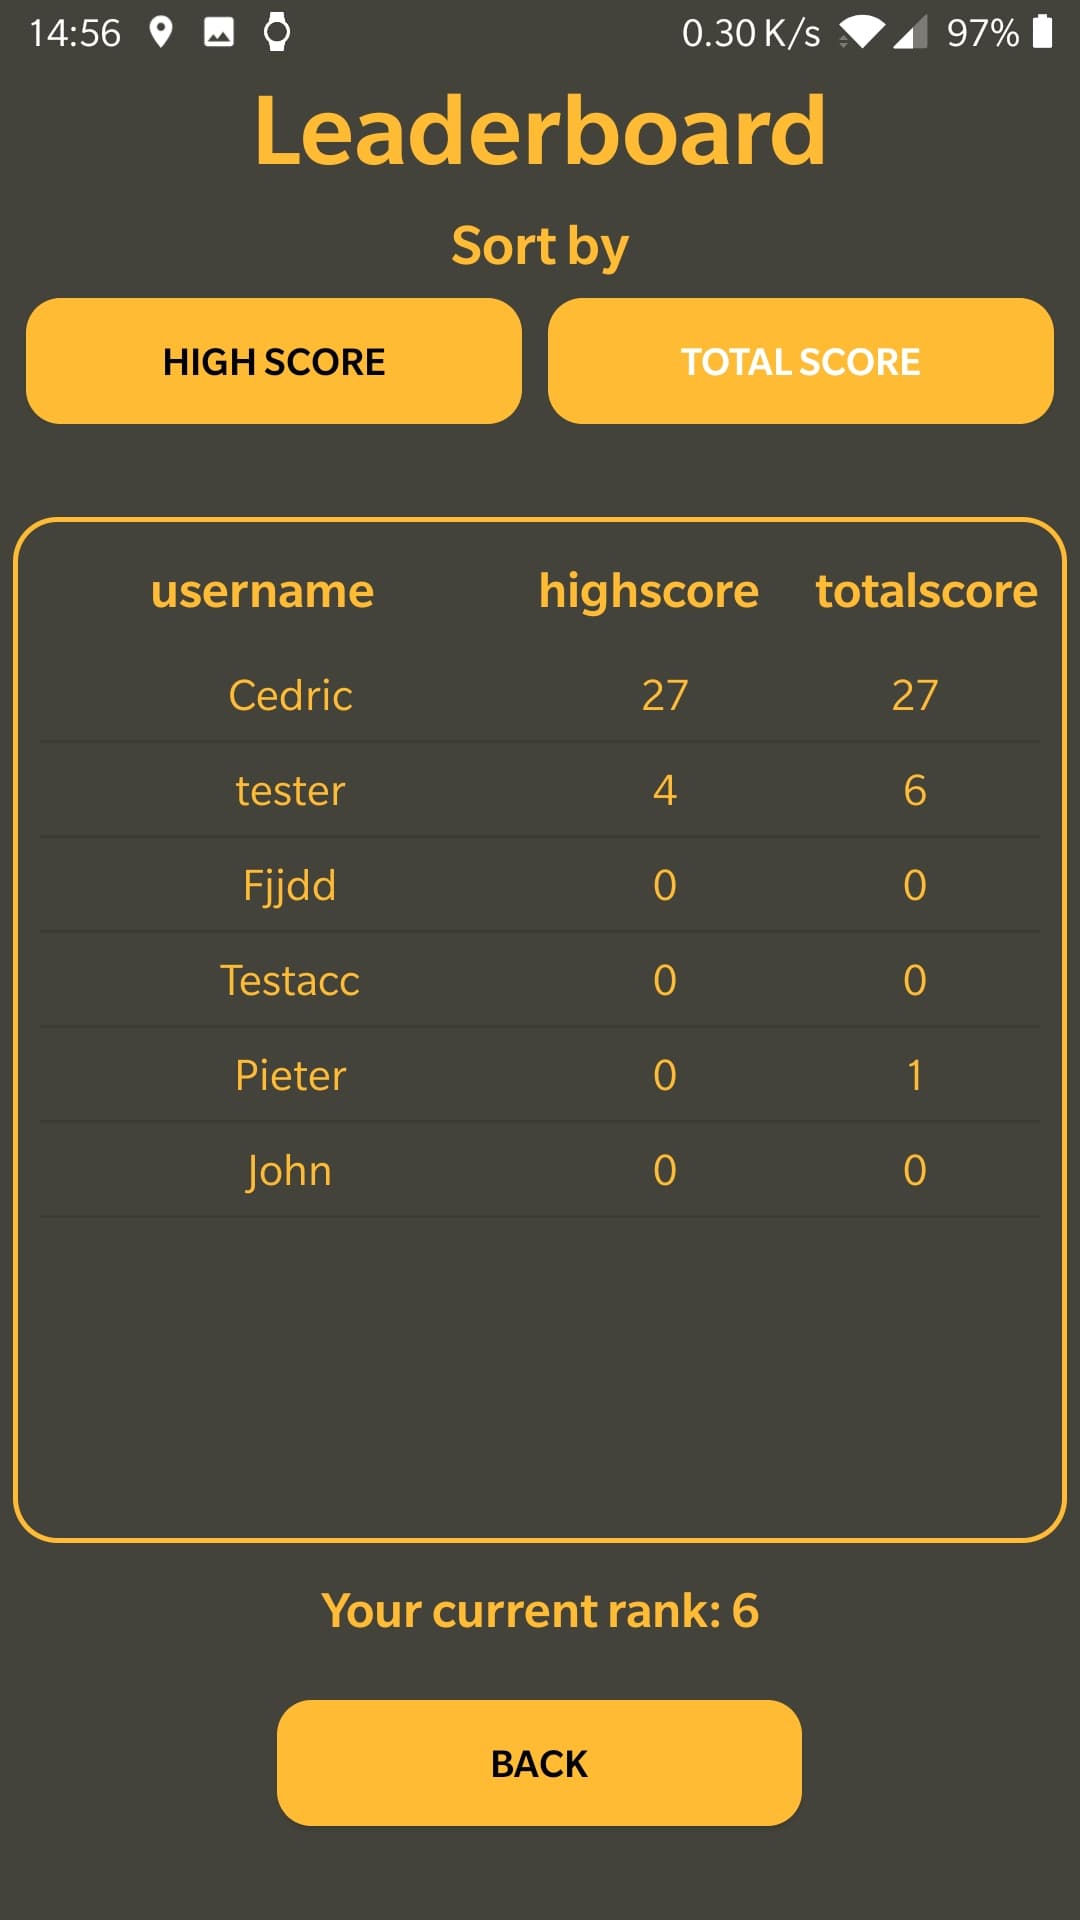 14:56 0.30 K/s 97%
Leaderboard
Sort by
HIGH SCORE TOTAL SCORE
username highscore totalscore
Cedric 27 27
tester 4 6
Fjjdd 0 0
Testacc 0 0
Pieter 0 1
John 0 0
Your current rank: 6
BACK